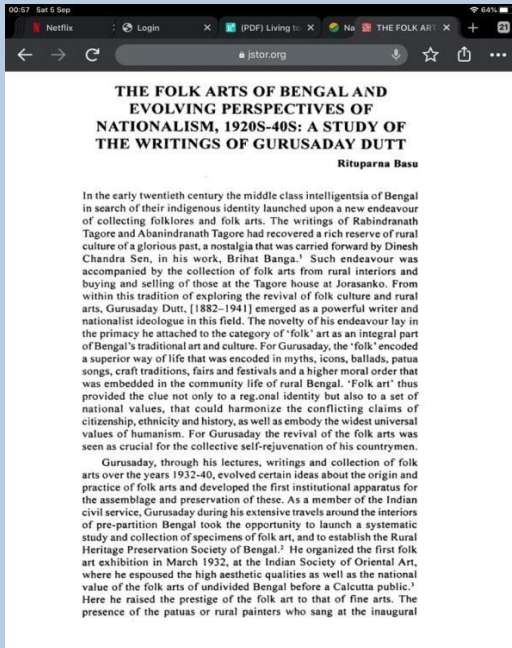 00:57 Sat 5 Sep
64%
Netflix
Login
(PDF) Living to
Na
THE FOLK ART
21
jstor.org
THE FOLK ARTS OF BENGAL AND
EVOLVING PERSPECTIVES OF
NATIONALISM, 1920S-40S: A STUDY OF
THE WRITINGS OF GURUSADAY DUTT
Rituparna Basu
In the early twentieth century the middle class intelligentsia of Bengal
in search of their indigenous identity launched upon a new endeavour
of collecting folklores and folk arts. The writings of Rabindranath
Tagore and Abanindranath Tagore had recovered a rich reserve of rural
culture of a glorious past, a nostalgia that was carried forward by Dinesh
Chandra Sen, in his work, Brihat Banga.¹ Such endeavour was
accompanied by the collection of folk arts from rural interiors and
buying and selling of those at the Tagore house at Jorasanko. From
within this tradition of exploring the revival of folk culture and rural
arts, Gurusaday Dutt, [1882–1941] emerged as a powerful writer and
nationalist ideologue in this field. The novelty of his endeavour lay in
the primacy he attached to the category of 'folk' art as an integral part
of Bengal's traditional art and culture. For Gurusaday, the 'folk' encoded
a superior way of life that was encoded in myths, icons, ballads, patua
songs, craft traditions, fairs and festivals and a higher moral order that
was embedded in the community life of rural Bengal. 'Folk art' thus
provided the clue not only to a reg.onal identity but also to a set of
national values, that could harmonize the conflicting claims of
citizenship, ethnicity and history, as well as embody the widest universal
values of humanism. For Gurusaday the revival of the folk arts was
seen as crucial for the collective self-rejuvenation of his countrymen.
Gurusaday, through his lectures, writings and collection of folk
arts over the years 1932-40, evolved certain ideas about the origin and
practice of folk arts and developed the first institutional apparatus for
the assemblage and preservation of these. As a member of the Indian
civil service, Gurusaday during his extensive travels around the interiors
of pre-partition Bengal took the opportunity to launch a systematic
study and collection of specimens of folk art, and to establish the Rural
Heritage Preservation Society of Bengal.² He organized the first folk
art exhibition in March 1932, at the Indian Society of Oriental Art,
where he espoused the high aesthetic qualities as well as the national
value of the folk arts of undivided Bengal before a Calcutta public.³
Here he raised the prestige of the folk art to that of fine arts. The
presence of the patuas or rural painters who sang at the inaugural